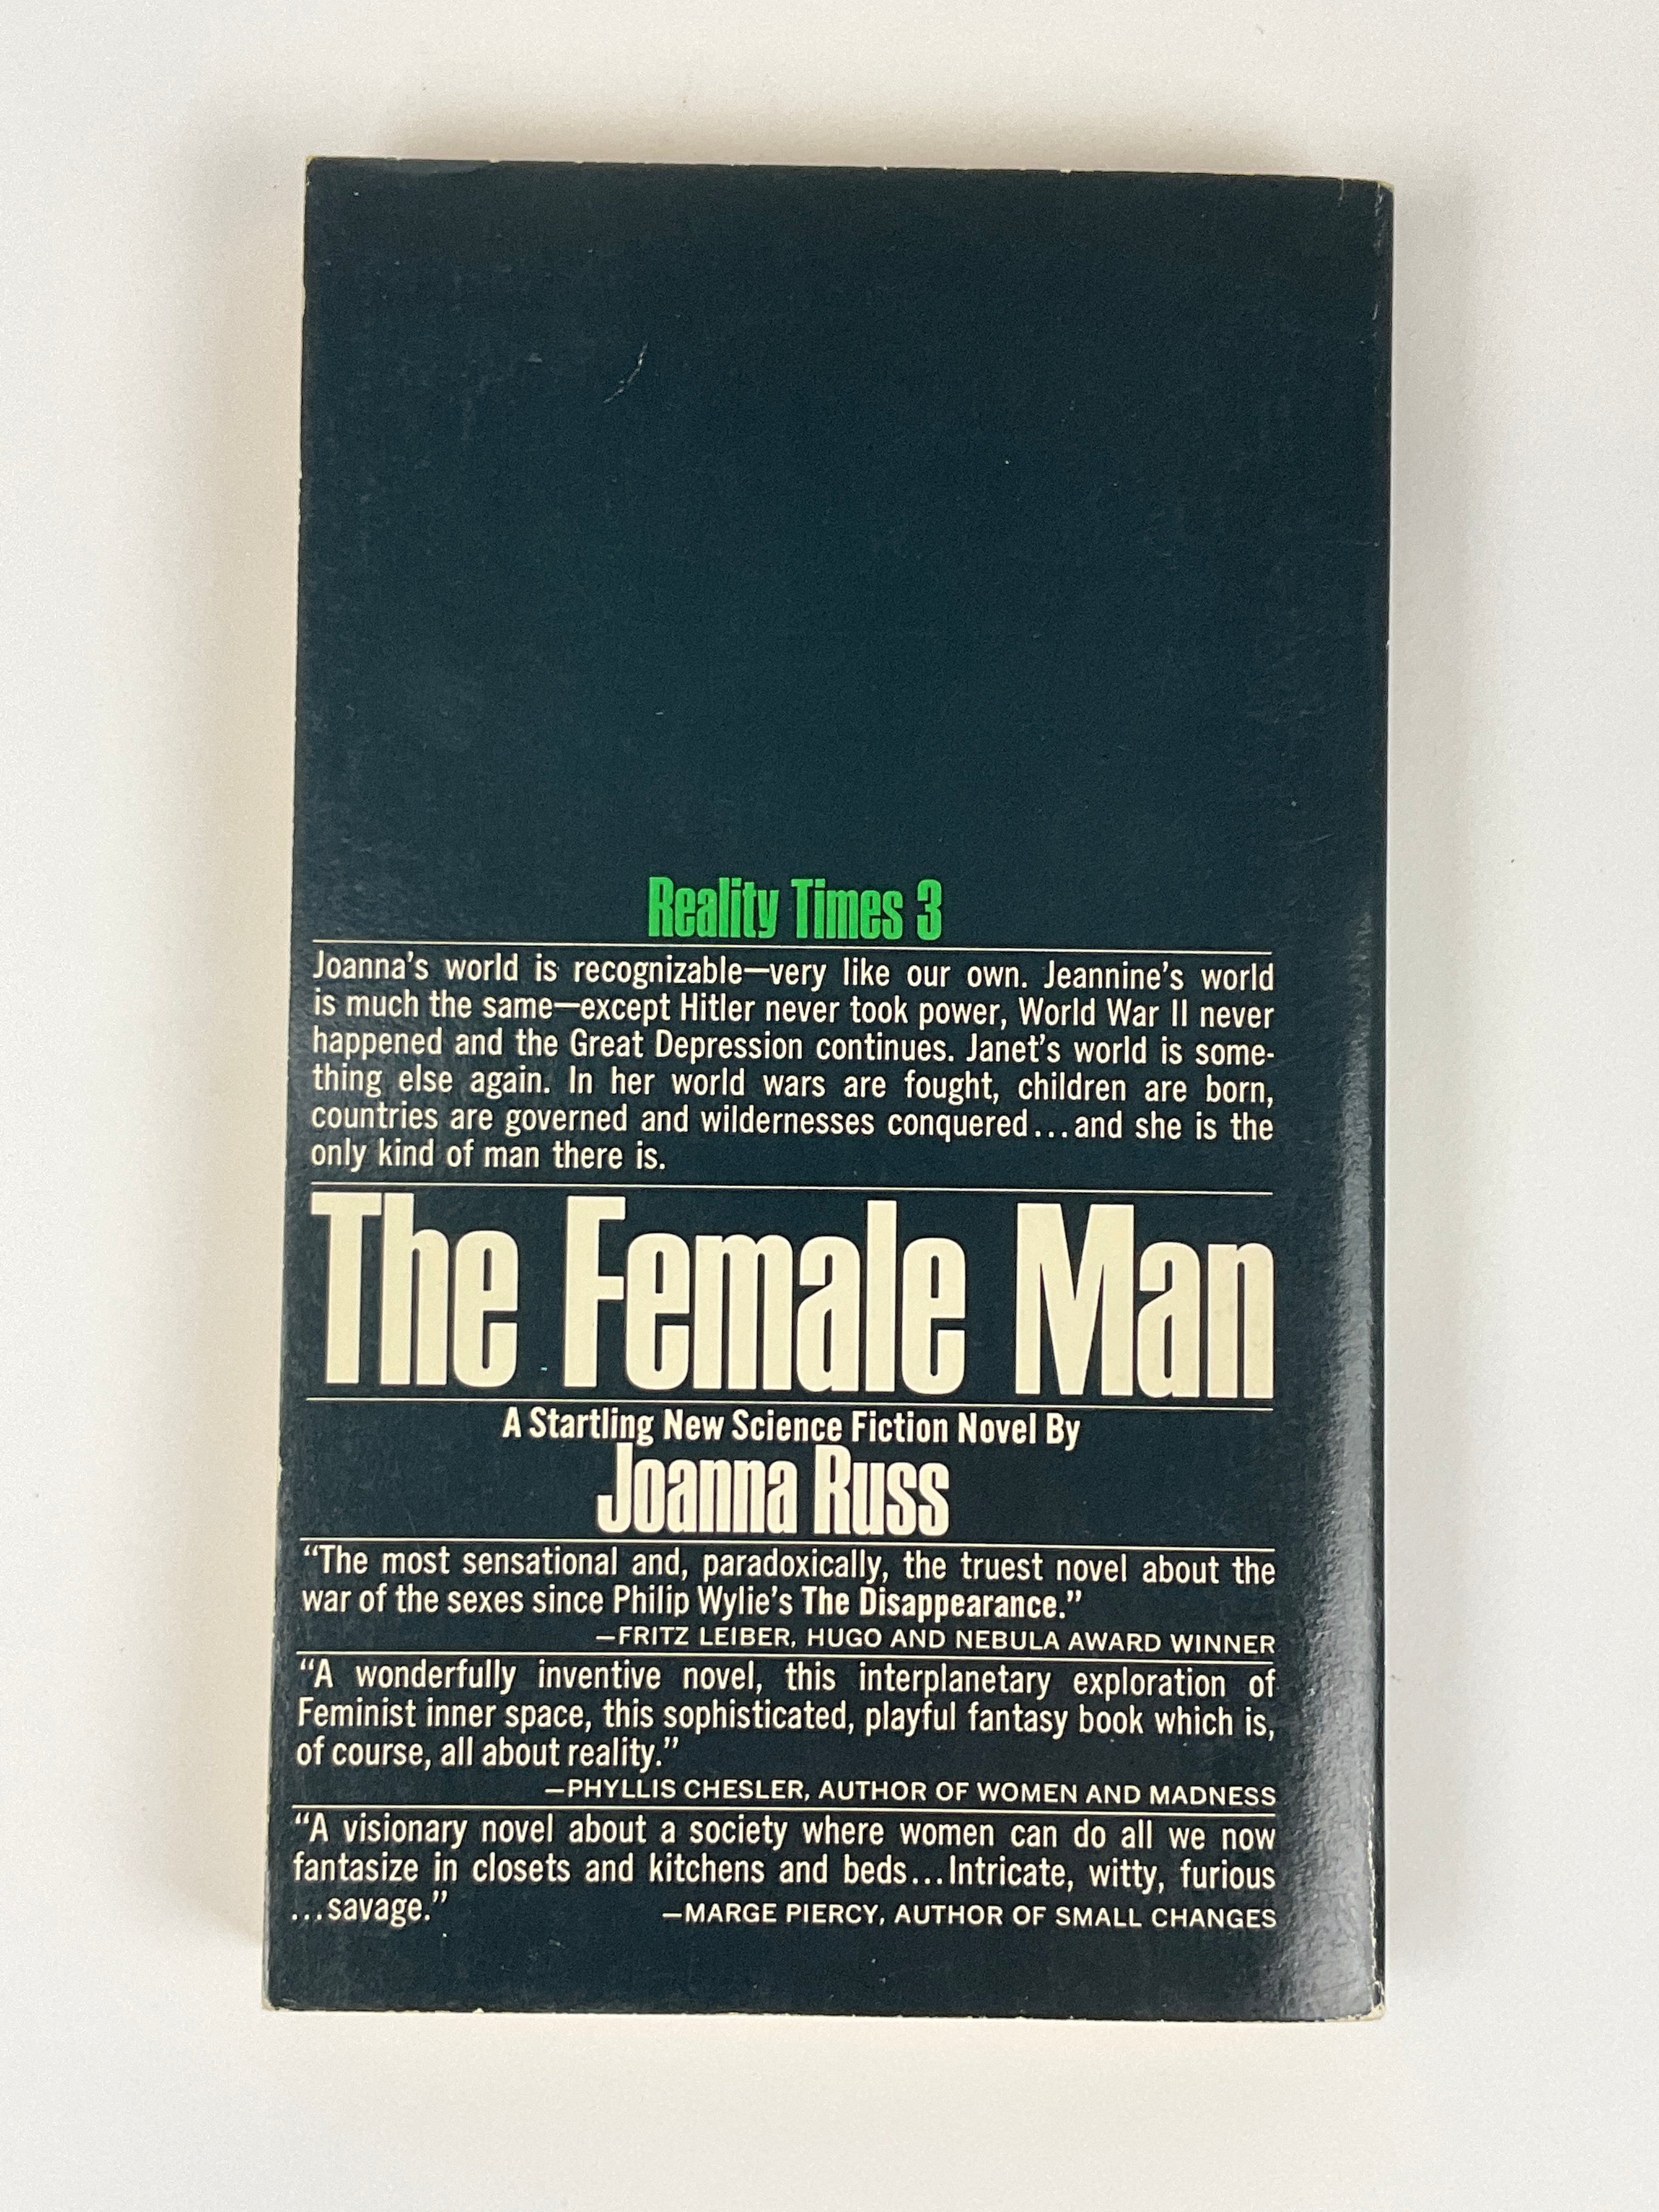 Reality Times 3
Joanna's world is recognizable—very like our own. Jeannine's world
is much the same—except Hitler never took power, World War II never
happened and the Great Depression continues. Janet's world is some-
thing else again. In her world wars are fought, children are born,
countries are governed and wildernesses conquered...and she is the
only kind of man there is.
The Female Man
A Startling New Science Fiction Novel By
Joanna Russ
“The most sensational and, paradoxically, the truest novel about the
war of the sexes since Philip Wylie's The Disappearance.”
—FRITZ LEIBER, HUGO AND NEBULA AWARD WINNER
“A wonderfully inventive novel, this interplanetary exploration of
Feminist inner space, this sophisticated, playful fantasy book which is,
of course, all about reality.”
—PHYLLIS CHESLER, AUTHOR OF WOMEN AND MADNESS
“A visionary novel about a society where women can do all we now
fantasize in closets and kitchens and beds...Intricate, witty, furious
...savage.” —MARGE PIERCY, AUTHOR OF SMALL CHANGES